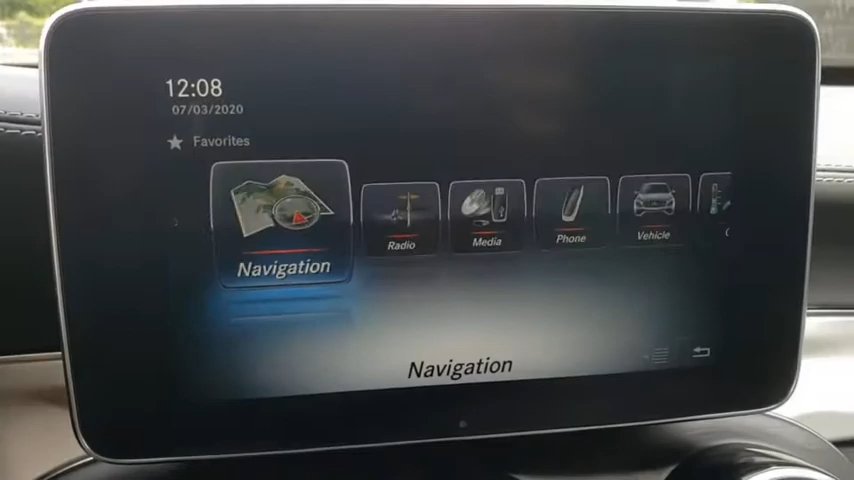 12:08
07/03/2020
Favorites
Navigation
Radio
Media
Phone
Vehicle
Navigation